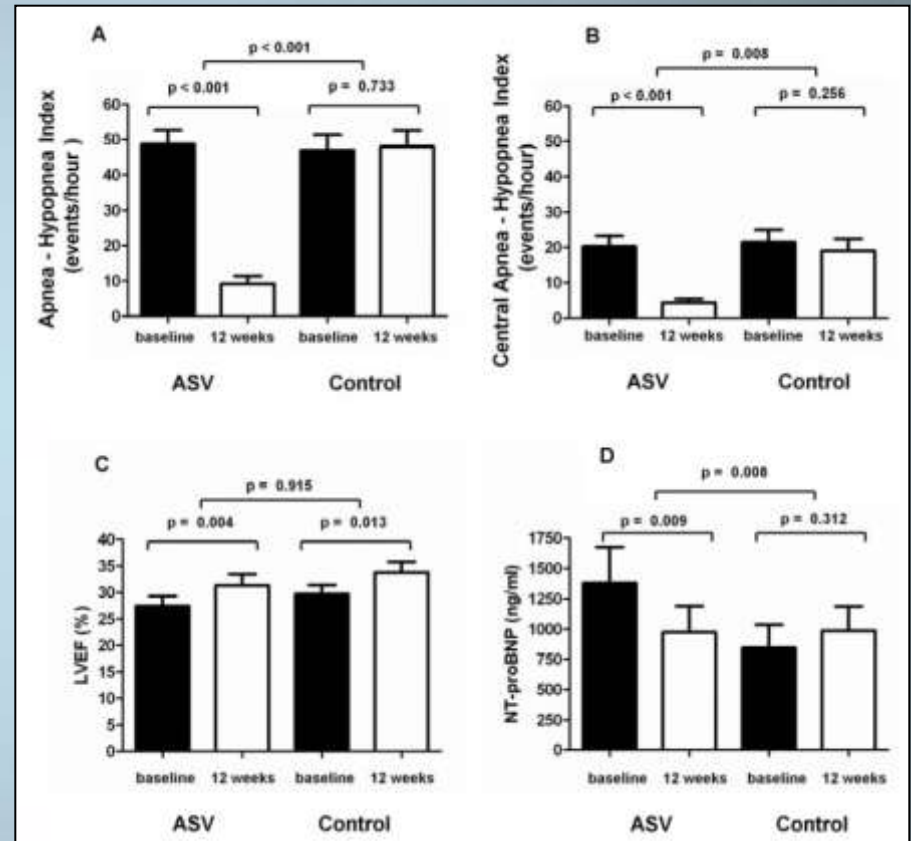 A
p < 0.001
p < 0.001
p = 0.733
Apnea - Hypopnea Index
(events/hour )
60
50
40
30
20
10
0
baseline 12 weeks baseline 12 weeks
ASV Control
B
p = 0.008
p <0.001
p = 0.256
Central Apnea - Hypopnea Index
(events/hour)
60
50
40
30
20
10
0
baseline 12 weeks baseline 12 weeks
ASV Control
C
p = 0.915
p = 0.004
p = 0.013
LVEF (%)
40
35
30
25
20
15
10
5
0
baseline 12 weeks baseline 12 weeks
ASV Control
D
p = 0.008
p = 0.009
p = 0.312
NT-proBNP (ng/ml)
1750
1500
1250
1000
750
500
250
0
baseline 12 weeks baseline 12 weeks
ASV Control